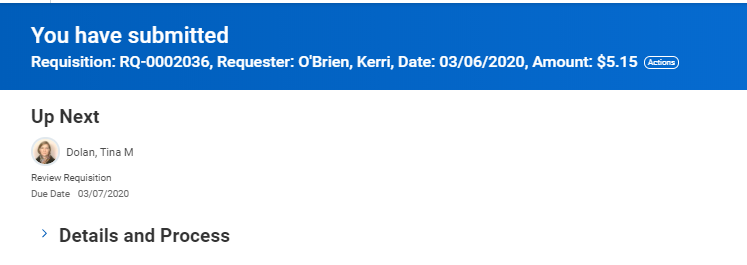 You have submitted
Requisition: RQ-0002036, Requester: O'Brien, Kerri, Date: 03/06/2020, Amount: $5.15 Actions
Up Next
Dolan, Tina M
Review Requisition
Due Date 03/07/2020
Details and Process